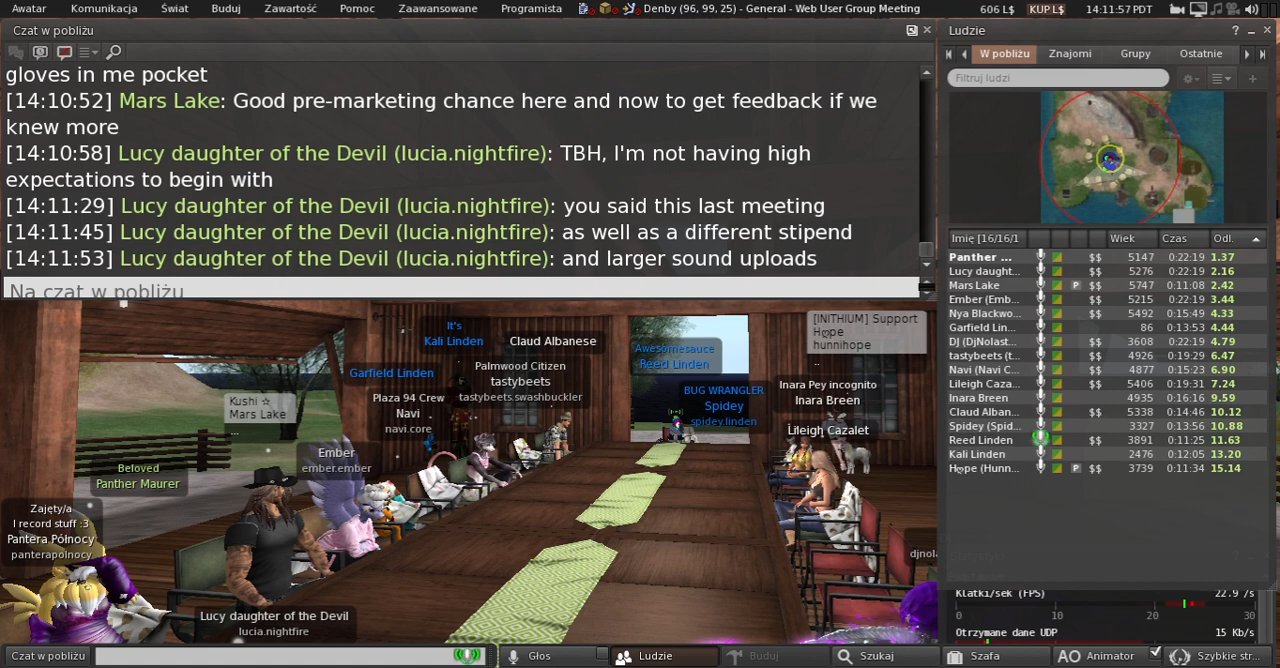 Awatar Komunikacja Świat Buduj Zawartość Pomoc Zaawansowane Programista Denby (96, 99, 25) - General - Web User Group Meeting 606 L$ KUP L$ 14:11:57 PDT
Czat w pobliżu
gloves in me pocket
[14:10:52] Mars Lake: Good pre-marketing chance here and now to get feedback if we
knew more
[14:10:58] Lucy daughter of the Devil (lucia.nightfire): TBH, I'm not having high
expectations to begin with
[14:11:29] Lucy daughter of the Devil (lucia.nightfire): you said this last meeting
[14:11:45] Lucy daughter of the Devil (lucia.nightfire): as well as a different stipend
[14:11:53] Lucy daughter of the Devil (lucia.nightfire): and larger sound uploads
Na czat w pobliżu
Ludzie
W pobliżu Znajomi Grupy Ostatnie
Filtruj ludzi
Imię [16/16/1 Wiek Czas Odl.
Panther ... $$ 5147 0:22:19 1.37
Lucy daught... $$ 5276 0:22:19 2.16
Mars Lake P $$ 5747 0:11:08 2.42
Ember (Emb... $$ 5215 0:22:19 3.44
Nya Blackwo... $$ 5492 0:15:49 4.33
Garfield Lin... 86 0:13:53 4.44
DJ (DjNolast... $$ 3608 0:22:19 4.79
tastybeets (t... $$ 4926 0:19:29 6.47
Navi (Navi C... $$ 4877 0:15:23 6.90
Lileigh Caza... $$ 5406 0:19:31 7.24
Inara Breen 4935 0:16:16 9.59
Claud Alban... $$ 5338 0:14:46 10.12
Spidey (Spid... 3327 0:13:56 10.88
Reed Linden $$ 3891 0:11:25 11.63
Kali Linden 2476 0:12:05 13.20
Hope (Hunn... P $$ 3739 0:11:34 15.14
Klatki/sek (FPS) 22.9 /s
0 10 20 30
Otrzymane dane UDP 15 Kb/s
It's
Kali Linden
Claud Albanese
Garfield Linden
Palmwood Citizen
tastybeets
tastybeets.swashbuckler
Plaza 94 Crew
Navi
navi.core
Awesomesauce
Reed Linden
[INITHIUM] Support
Hope
hunnihope
..
BUG WRANGLER
Spidey
spidey.linden
Inara Pey incognito
Inara Breen
Lileigh Cazalet
Kushi ☆
Mars Lake
...
Ember
ember.ember
Beloved
Panther Maurer
Zajęty/a
I record stuff :3
Pantera Północy
panterapolnocy
djnola
Lucy daughter of the Devil
lucia.nightfire
Czat w pobliżu Głos Ludzie Buduj Szukaj Szafa AO Animator Szybkie str...